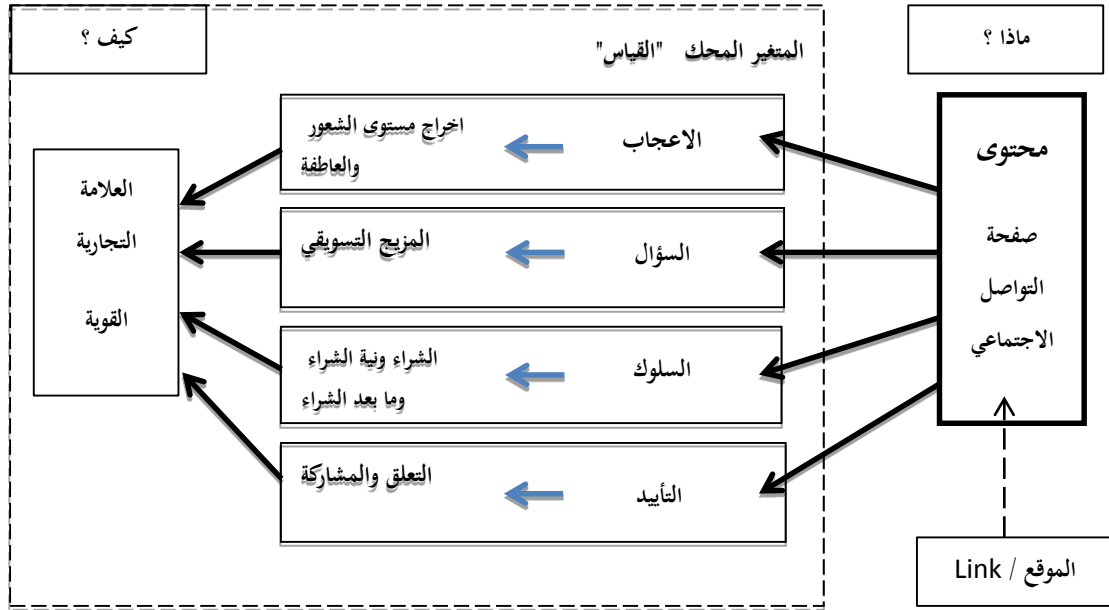 ماذا ؟
كيف ؟
المتغير المحك "القياس"
محتوى
صفحة
التواصل
الاجتماعي
الموقع / Link
الاعجاب
اخراج مستوى الشعور
والعاطفة
السؤال
المزيج التسويقي
السلوك
الشراء ونية الشراء
وما بعد الشراء
التأييد
التعلق والمشاركة
العلامة
التجارية
القوية